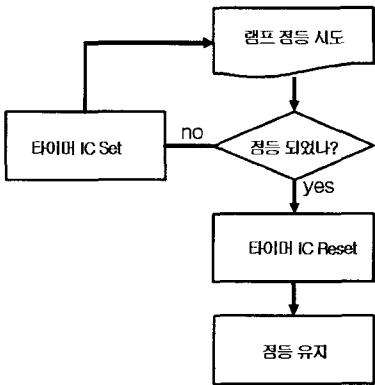 램프 점등 시도
타이머 IC Set
no
점등 되었나?
yes
타이머 IC Reset
점등 유지